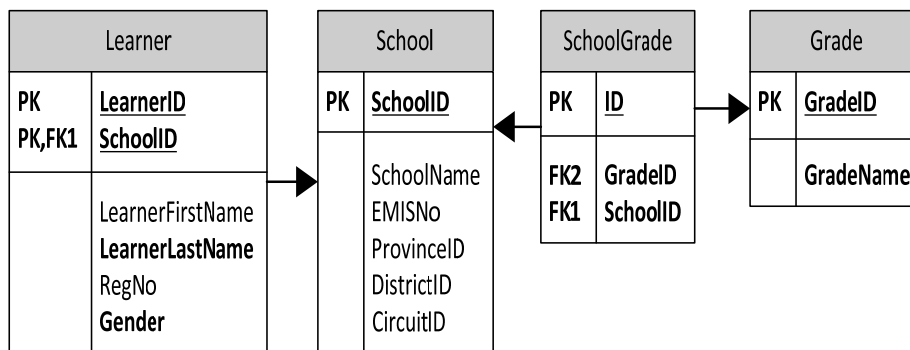 Learner
PK LearnerID
PK,FK1 SchoolID
LearnerFirstName
LearnerLastName
RegNo
Gender
School
PK SchoolID
SchoolName
EMISNo
ProvinceID
DistrictID
CircuitID
SchoolGrade
PK ID
FK2 GradeID
FK1 SchoolID
Grade
PK GradeID
GradeName